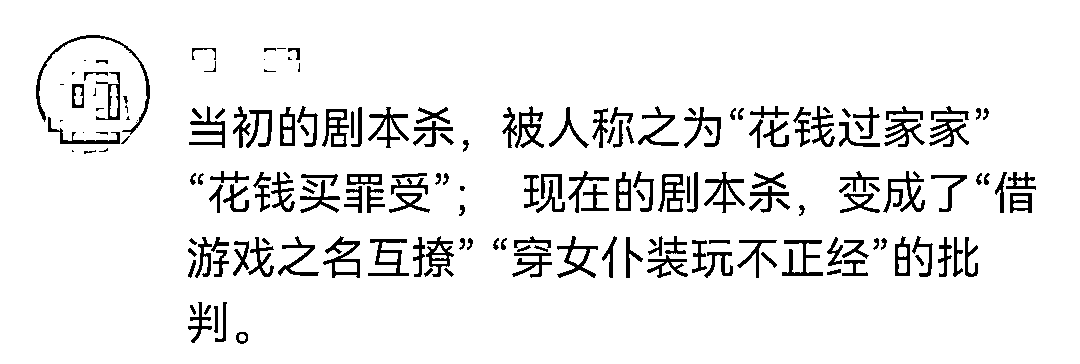 当初的剧本杀，被人称之为“花钱过家家”
“花钱买罪受”； 现在的剧本杀，变成了“借
游戏之名互撩” “穿女仆装玩不正经”的批
判。